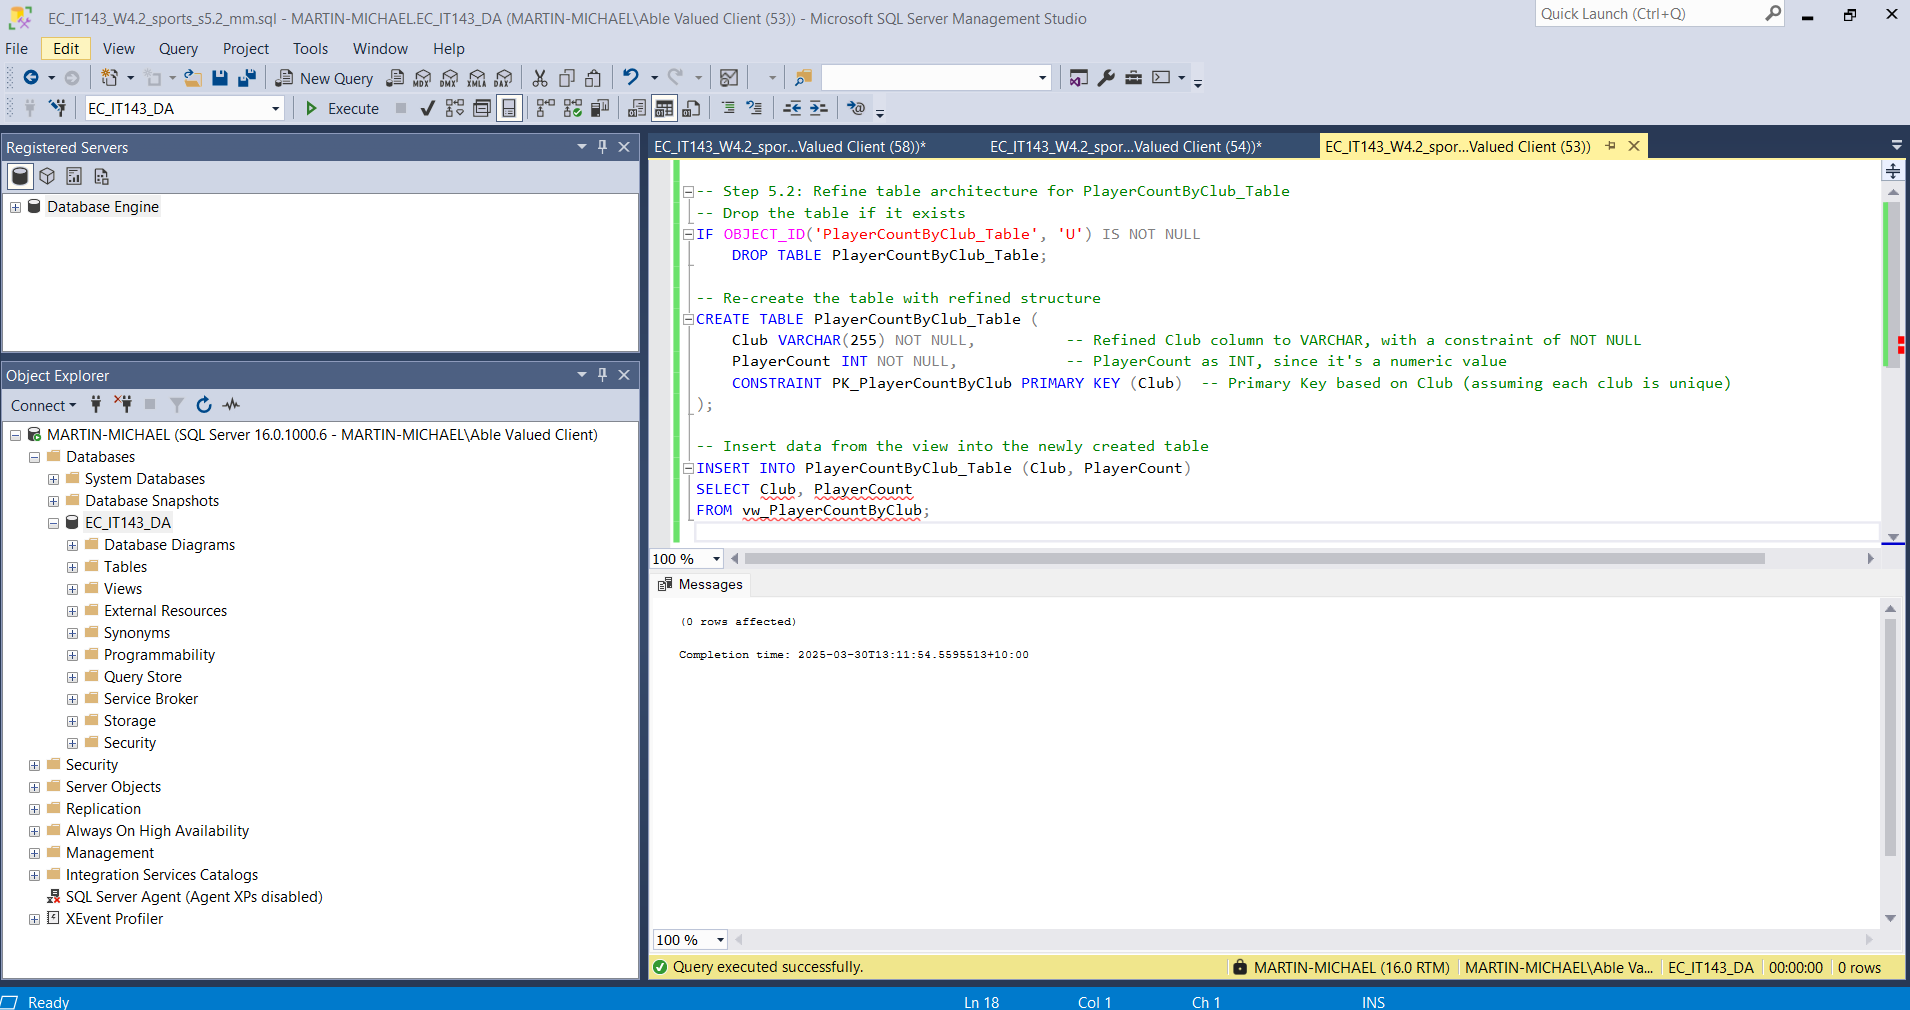 EC_IT143_W4.2_sports_s5.2_mm.sql - MARTIN-MICHAEL.EC_IT143_DA (MARTIN-MICHAEL\Able Valued Client (53)) - Microsoft SQL Server Management Studio
Quick Launch (Ctrl+Q)
File Edit View Query Project Tools Window Help
New Query MDX DMX XMLA DAX
EC_IT143_DA Execute
Registered Servers
Database Engine
Object Explorer
Connect
MARTIN-MICHAEL (SQL Server 16.0.1000.6 - MARTIN-MICHAEL\Able Valued Client)
Databases
System Databases
Database Snapshots
EC_IT143_DA
Database Diagrams
Tables
Views
External Resources
Synonyms
Programmability
Query Store
Service Broker
Storage
Security
Security
Server Objects
Replication
Always On High Availability
Management
Integration Services Catalogs
SQL Server Agent (Agent XPs disabled)
XEvent Profiler
EC_IT143_W4.2_spor...Valued Client (58))* EC_IT143_W4.2_spor...Valued Client (54))* EC_IT143_W4.2_spor...Valued Client (53))
-- Step 5.2: Refine table architecture for PlayerCountByClub_Table
-- Drop the table if it exists
IF OBJECT_ID('PlayerCountByClub_Table', 'U') IS NOT NULL
DROP TABLE PlayerCountByClub_Table;
-- Re-create the table with refined structure
CREATE TABLE PlayerCountByClub_Table (
Club VARCHAR(255) NOT NULL, -- Refined Club column to VARCHAR, with a constraint of NOT NULL
PlayerCount INT NOT NULL, -- PlayerCount as INT, since it's a numeric value
CONSTRAINT PK_PlayerCountByClub PRIMARY KEY (Club) -- Primary Key based on Club (assuming each club is unique)
);
-- Insert data from the view into the newly created table
INSERT INTO PlayerCountByClub_Table (Club, PlayerCount)
SELECT Club, PlayerCount
FROM vw_PlayerCountByClub;
100 %
Messages
(0 rows affected)
Completion time: 2025-03-30T13:11:54.5595513+10:00
100 %
Query executed successfully. MARTIN-MICHAEL (16.0 RTM) MARTIN-MICHAEL\Able Va... EC_IT143_DA 00:00:00 0 rows
Ready Ln 18 Col 1 Ch 1 INS